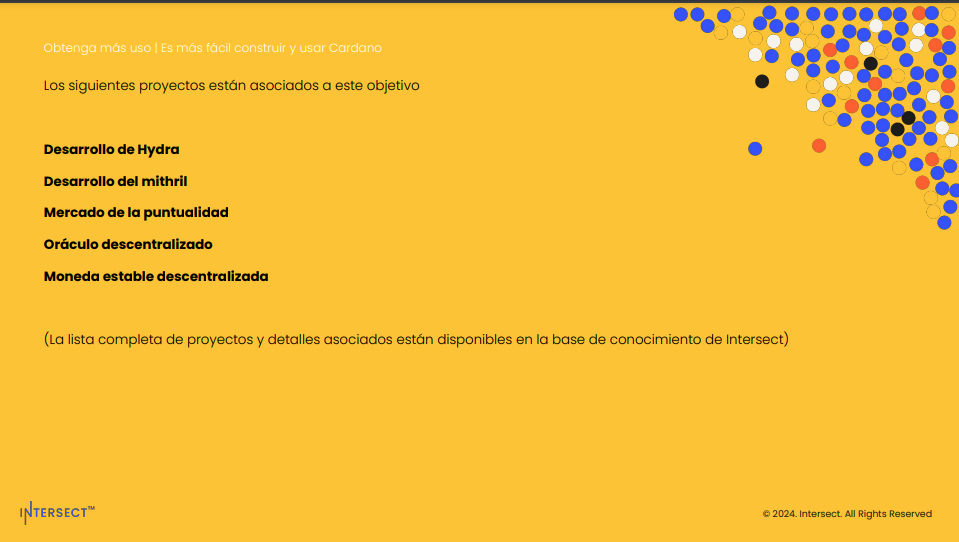 Obtenga más uso | Es más fácil construir y usar Cardano
Los siguientes proyectos están asociados a este objetivo
Desarrollo de Hydra
Desarrollo del mithril
Mercado de la puntualidad
Oráculo descentralizado
Moneda estable descentralizada
(La lista completa de proyectos y detalles asociados están disponibles en la base de conocimiento de Intersect)
INTERSECT™
© 2024. Intersect. All Rights Reserved